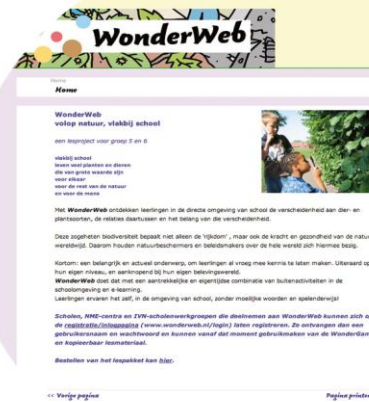 WonderWeb
Home
Home
WonderWeb
volop natuur, vlakbij school
een lesproject voor groep 5 en 6
vlakbij school
leven veel planten en dieren
die van grote waarde zijn
voor elkaar
voor de rest van de natuur
en voor de mens
Met WonderWeb ontdekken leerlingen in de directe omgeving van school de verscheidenheid aan dier- en
plantesoorten, de relaties daartussen en het belang van die verscheidenheid.
Deze zogeheten biodiversiteit bepaalt niet alleen de 'rijkdom' , maar ook de kracht en gezondheid van de natuur
wereldwijd. Daarom houden natuurbeschermers en beleidsmakers over de hele wereld zich hiermee bezig.
Kortom: een belangrijk en actueel onderwerp, om leerlingen al vroeg mee kennis te laten maken. Uiteraard op
hun eigen niveau, en aanknopend bij hun eigen belevingswereld.
WonderWeb doet dat met een aantrekkelijke en eigentijdse combinatie van buitenactiviteiten in de
schoolomgeving en e-learning.
Leerlingen ervaren het zelf, in de omgeving van school, zonder moeilijke woorden en spelenderwijs!
Scholen, NME-centra en IVN-scholenwerkgroepen die deelnemen aan WonderWeb kunnen zich op
de registratie/inlogpagina (www.wonderweb.nl/login) laten registreren. Ze ontvangen dan een
gebruikersnaam en wachtwoord en kunnen vanaf dat moment gebruikmaken van de WonderGam
en kopieerbaar lesmateriaal.
Bestellen van het lespakket kan hier.
<< Vorige pagina
Pagina printen